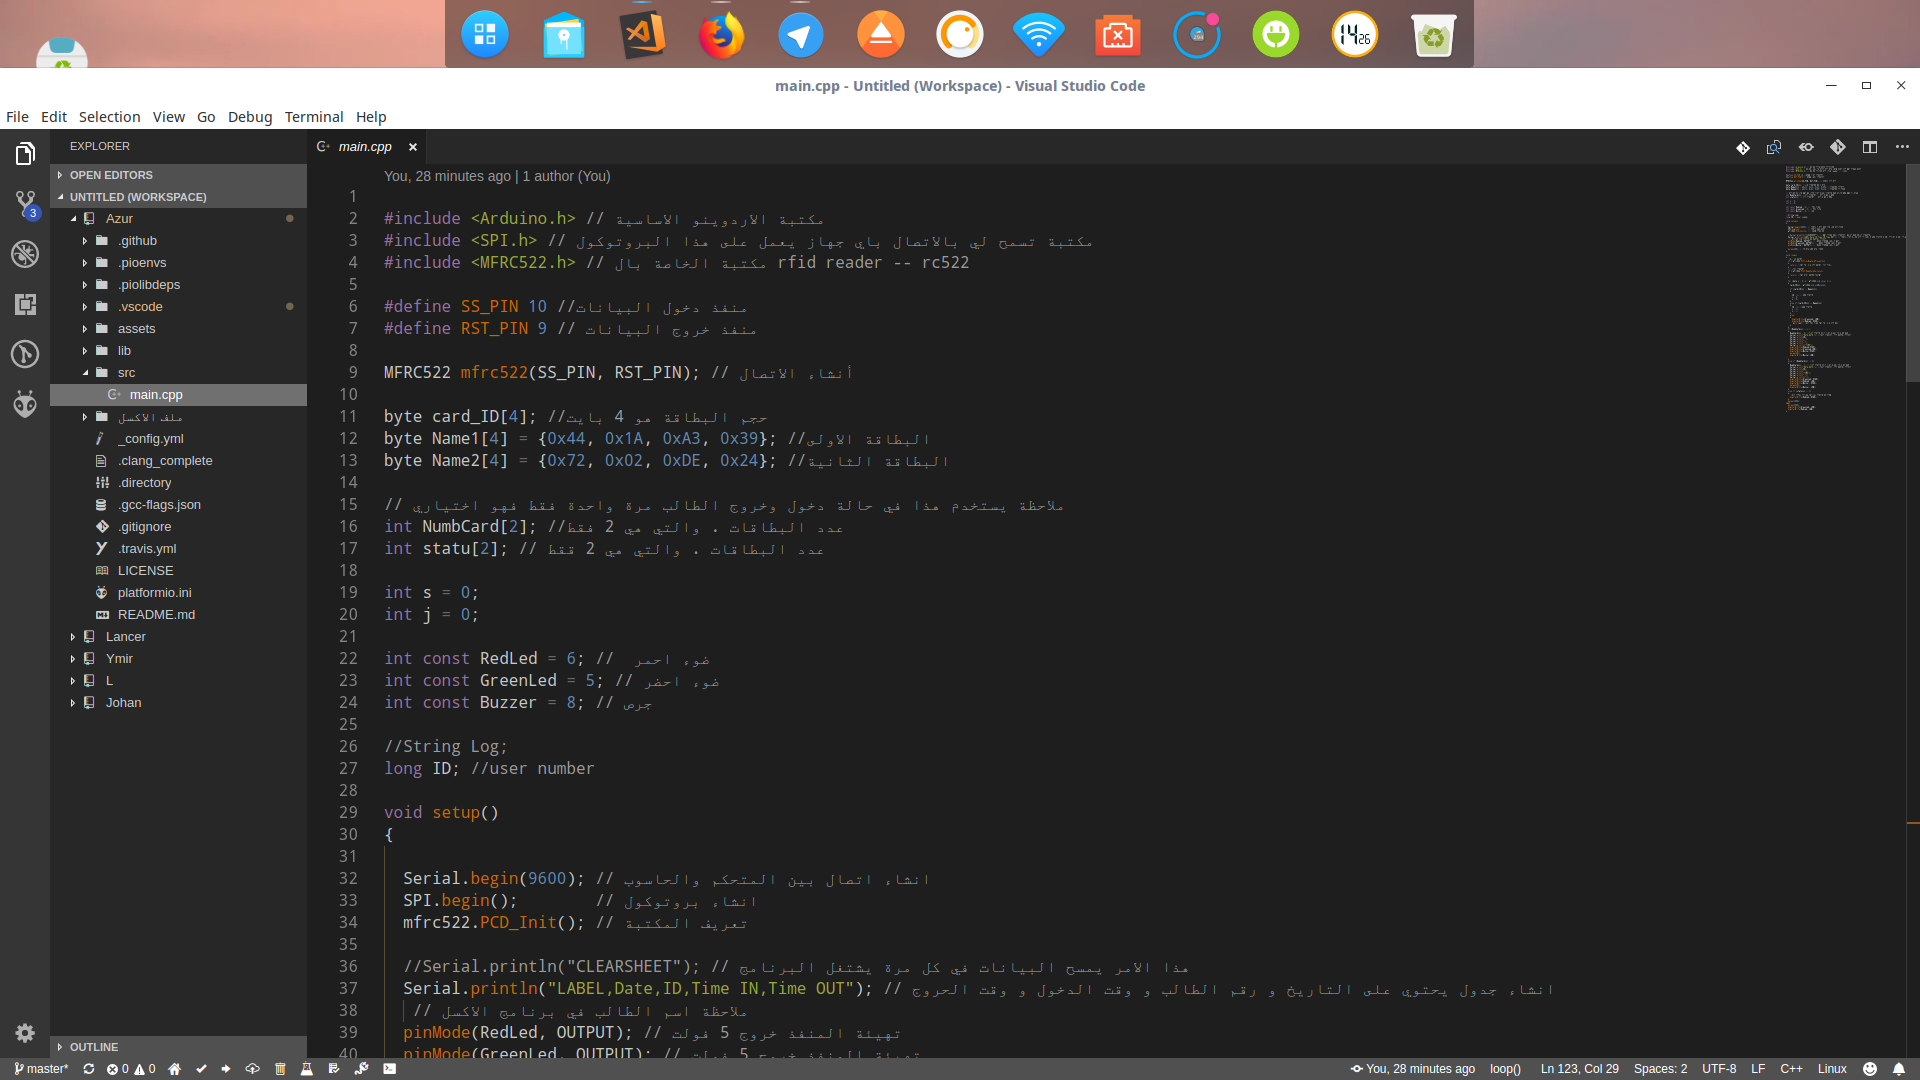 14 26
main.cpp - Untitled (Workspace) - Visual Studio Code
File Edit Selection View Go Debug Terminal Help
EXPLORER
OPEN EDITORS
UNTITLED (WORKSPACE)
3
Azur
.github
.pioenvs
.piolibdeps
.vscode
assets
lib
src
main.cpp
ملف الاكسل
_config.yml
.clang_complete
.directory
.gcc-flags.json
.gitignore
.travis.yml
LICENSE
platformio.ini
README.md
Lancer
Ymir
L
Johan
OUTLINE
main.cpp
You, 28 minutes ago | 1 author (You)
1
2 #include <Arduino.h> // مكتبة الاردوينو الاساسية
3 #include <SPI.h> // مكتبة تسمح لي بالاتصال باي جهاز يعمل على هذا البروتوكول
4 #include <MFRC522.h> // مكتبة الخاصة بال rfid reader -- rc522
5
6 #define SS_PIN 10 //منفذ دخول البيانات
7 #define RST_PIN 9 // منفذ خروج البيانات
8
9 MFRC522 mfrc522(SS_PIN, RST_PIN); // أنشاء الاتصال
10
11 byte card_ID[4]; //حجم البطاقة هو 4 بايت
12 byte Name1[4] = {0x44, 0x1A, 0xA3, 0x39}; //البطاقة الاولى
13 byte Name2[4] = {0x72, 0x02, 0xDE, 0x24}; //البطاقة الثانية
14
15 // ملاحظة يستخدم هذا في حالة دخول وخروج الطالب مرة واحدة فقط فهو اختياري
16 int NumbCard[2]; //عدد البطاقات . والتي هي 2 فقط
17 int statu[2]; // عدد البطاقات . والتي هي 2 فقط
18
19 int s = 0;
20 int j = 0;
21
22 int const RedLed = 6; // ضوء احمر
23 int const GreenLed = 5; // ضوء احضر
24 int const Buzzer = 8; // جرص
25
26 //String Log;
27 long ID; //user number
28
29 void setup()
30 {
31
32 Serial.begin(9600); // انشاء اتصال بين المتحكم والحاسوب
33 SPI.begin(); // انشاء بروتوكول
34 mfrc522.PCD_Init(); // تعريف المكتبة
35
36 //Serial.println("CLEARSHEET"); // هذا الامر يمسح البيانات في كل مرة يشتغل البرنامج
37 Serial.println("LABEL,Date,ID,Time IN,Time OUT"); // انشاء جدول يحتوي على التاريخ و رقم الطالب و وقت الدخول و وقت الحروج
38 // ملاحظة اسم الطالب في برنامج الاكسل
39 pinMode(RedLed, OUTPUT); // تهيئة المنفذ خروج 5 فولت
40 pinMode(GreenLed, OUTPUT); // تهيئة المنفذ خروج 5 فولت
master* 0 0 You, 28 minutes ago loop() Ln 123, Col 29 Spaces: 2 UTF-8 LF C++ Linux